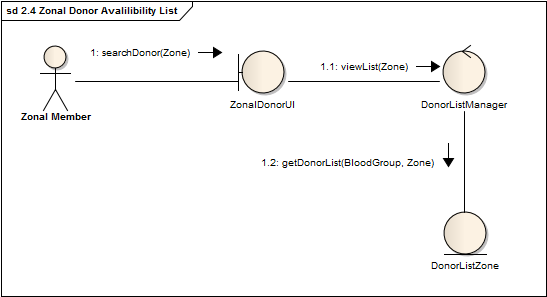 sd 2.4 Zonal Donor Avalilibility List
1: searchDonor(Zone)
1.1: viewList(Zone)
Zonal Member
ZonalDonorUI
DonorListManager
1.2: getDonorList(BloodGroup, Zone)
DonorListZone